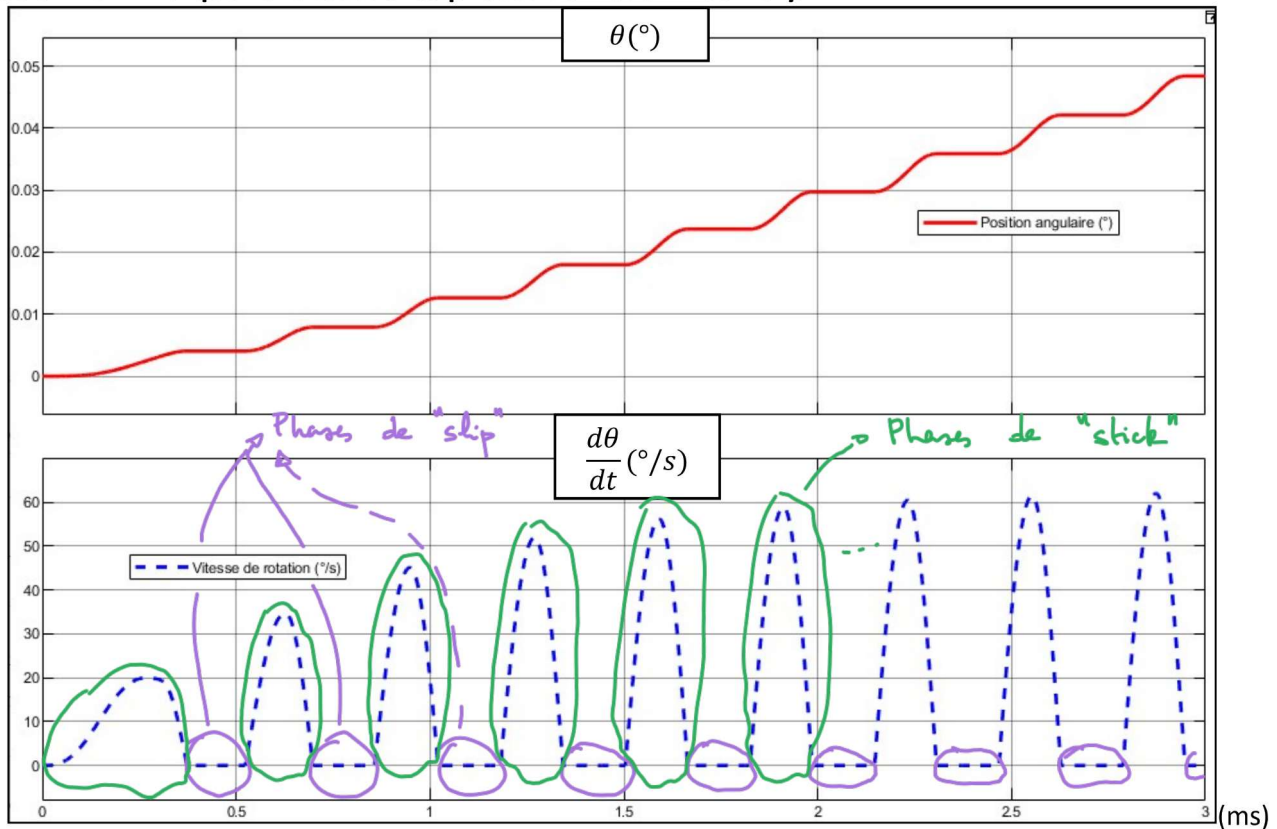 θ(°)
0.05
0.04
0.03
0.02
0.01
0
Position angulaire (°)
Phases de "slip"
dθ/dt (°/s)
Phases de "stick"
60
50
40
30
20
10
0
Vitesse de rotation (°/s)
0 0.5 1 1.5 2 2.5 3 (ms)